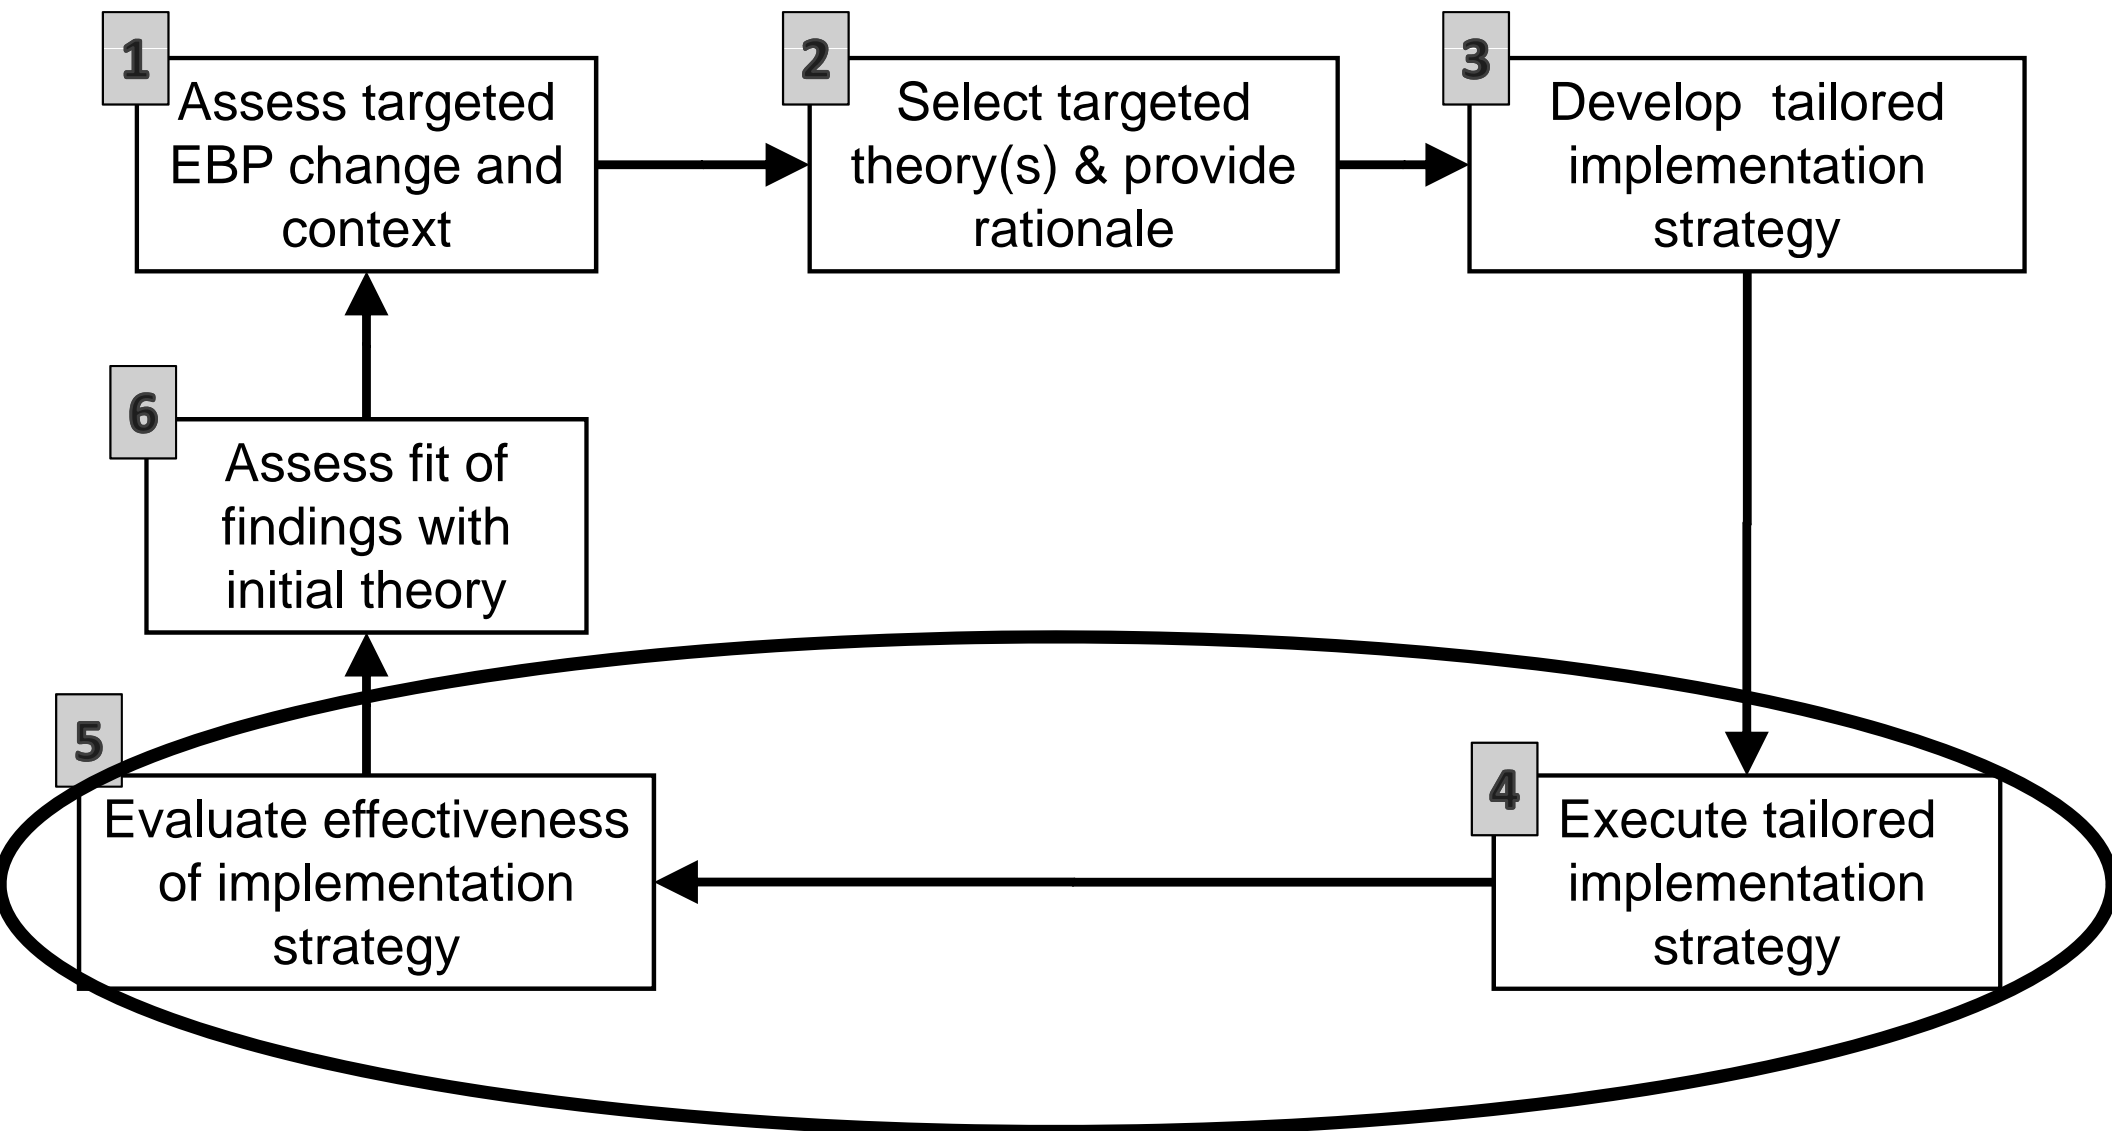 1
Assess targeted
EBP change and
context
2
Select targeted
theory(s) & provide
rationale
3
Develop  tailored
implementation
strategy
4
Execute tailored
implementation
strategy
5
Evaluate effectiveness
of implementation
strategy
6
Assess fit of
findings with
initial theory